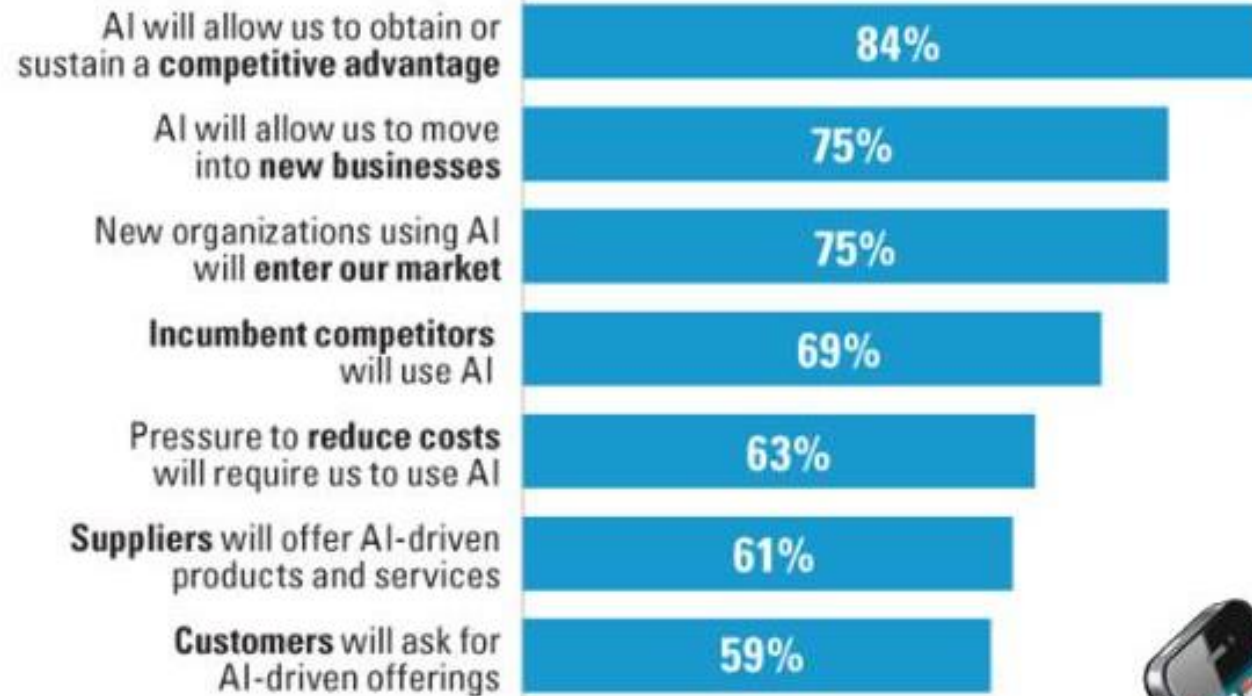 AI will allow us to obtain or
sustain a competitive advantage
84%
AI will allow us to move
into new businesses
75%
New organizations using AI
will enter our market
75%
Incumbent competitors
will use AI
69%
Pressure to reduce costs
will require us to use AI
63%
Suppliers will offer AI-driven
products and services
61%
Customers will ask for
AI-driven offerings
59%